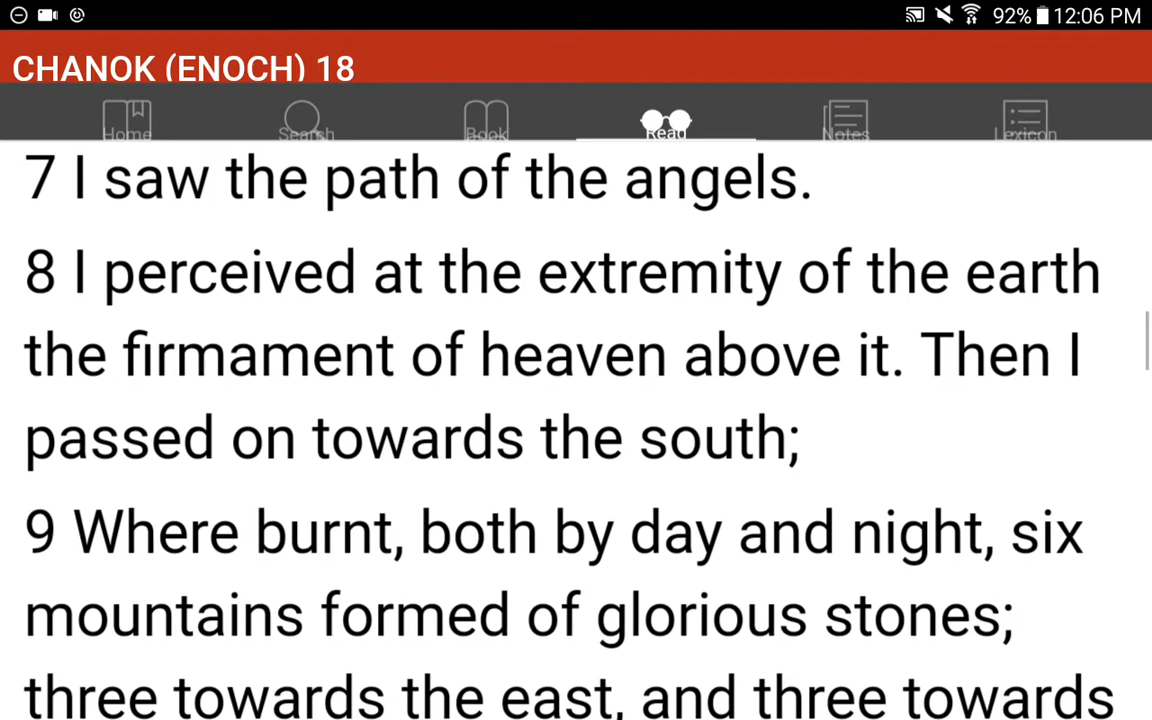 92% 12:06 PM
CHANOK (ENOCH) 18
Home Search Book Read Notes Lexicon
7 I saw the path of the angels.
8 I perceived at the extremity of the earth
the firmament of heaven above it. Then I
passed on towards the south;
9 Where burnt, both by day and night, six
mountains formed of glorious stones;
three towards the east, and three towards